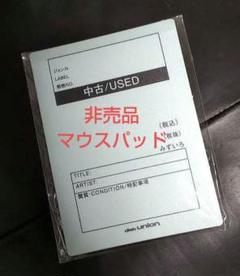 ジャンル
LABEL
規格NO.
中古/USED
非売品
(税込)
マウスパッド
税抜)
みずいろ
TITLE:
ARTIST
盤質・CONDITION/特記事項
disk union